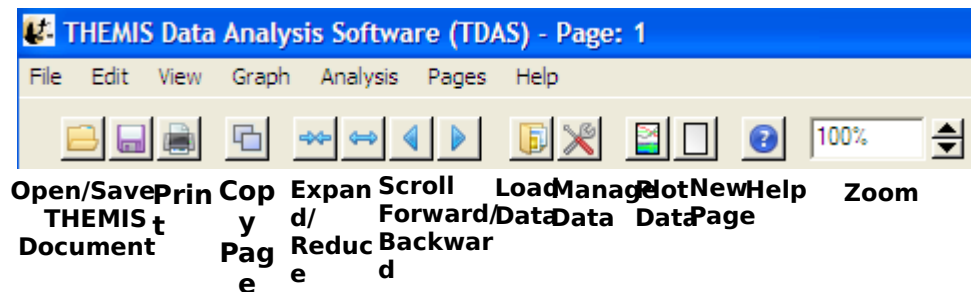 THEMIS Data Analysis Software (TDAS) - Page: 1
File Edit View Graph Analysis Pages Help
100%
Open/Save
THEMIS
Document
Prin
t
Cop
y
Pag
e
Expan
d/
Reduc
e
Scroll
Forward/
Backwar
d
Load
Data
Manage
Data
Plot
Data
New
Page
Help
Zoom